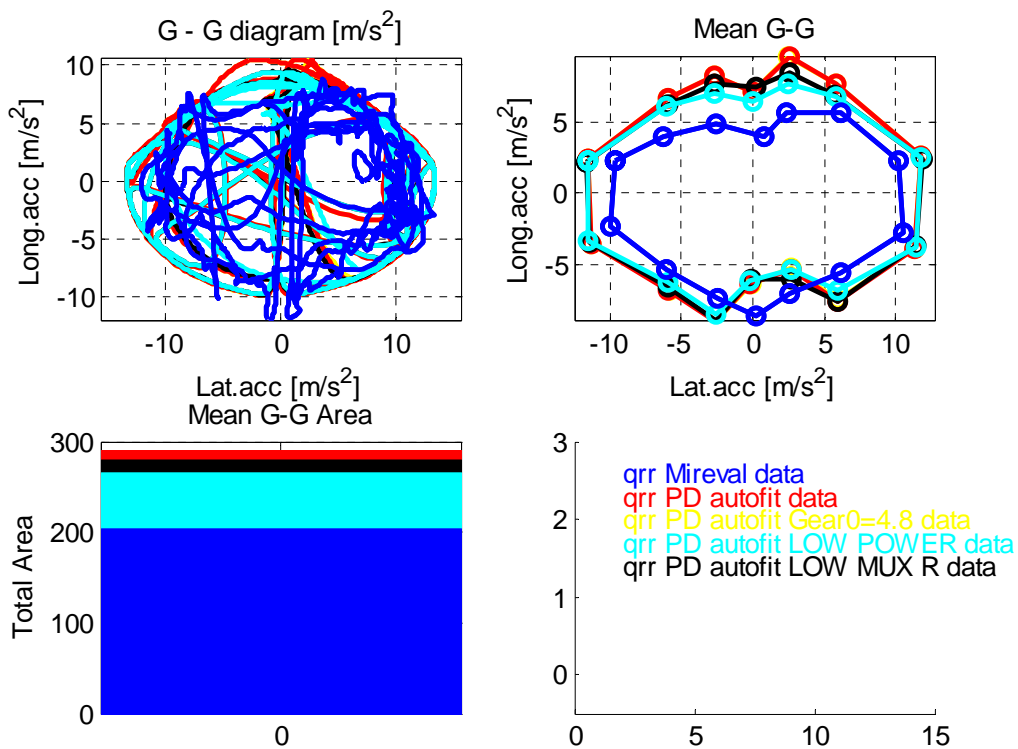 G - G diagram [m/s²]
Mean G-G
Long.acc [m/s²]
10
5
0
-5
-10
-10
0
10
Lat.acc [m/s²]
Long.acc [m/s²]
5
0
-5
-10
-5
0
5
10
Lat.acc [m/s²]
Mean G-G Area
Total Area
300
200
100
0
0
3
2
1
0
0
5
10
15
qrr Mireval data
qrr PD autofit data
qrr PD autofit Gear0=4.8 data
qrr PD autofit LOW POWER data
qrr PD autofit LOW MUX R data